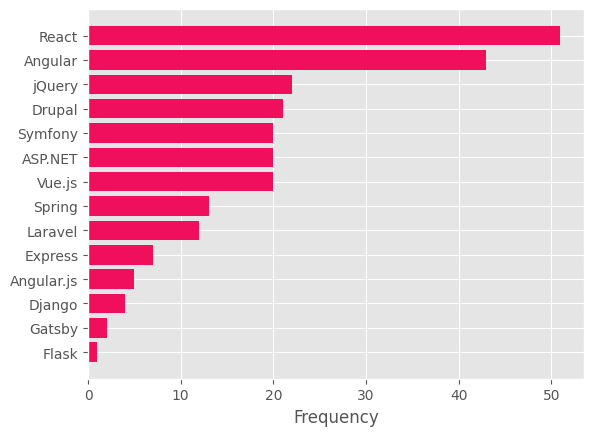 React
Angular
jQuery
Drupal
Symfony
ASP.NET
Vue.js
Spring
Laravel
Express
Angular.js
Django
Gatsby
Flask
0 10 20 30 40 50
Frequency